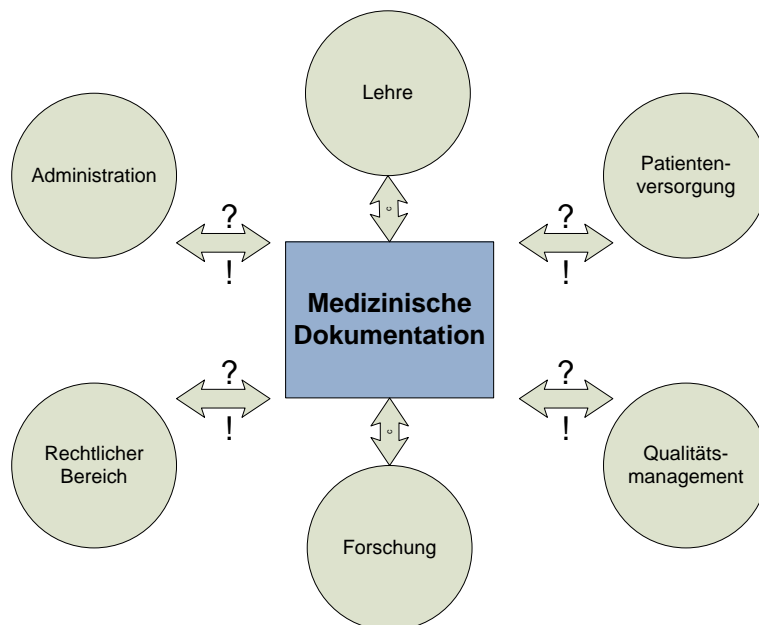 Lehre
Administration
Patienten-
versorgung
?
!
?
!
c
Medizinische
Dokumentation
?
!
?
!
c
Rechtlicher
Bereich
Qualitäts-
management
Forschung